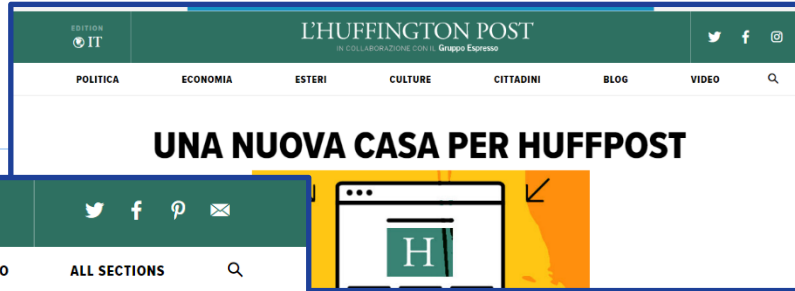 EDITION
IT
L'HUFFINGTON POST
IN COLLABORAZIONE CON IL Gruppo Espresso
POLITICA ECONOMIA ESTERI CULTURE CITTADINI BLOG VIDEO
UNA NUOVA CASA PER HUFFPOST
H
ALL SECTIONS